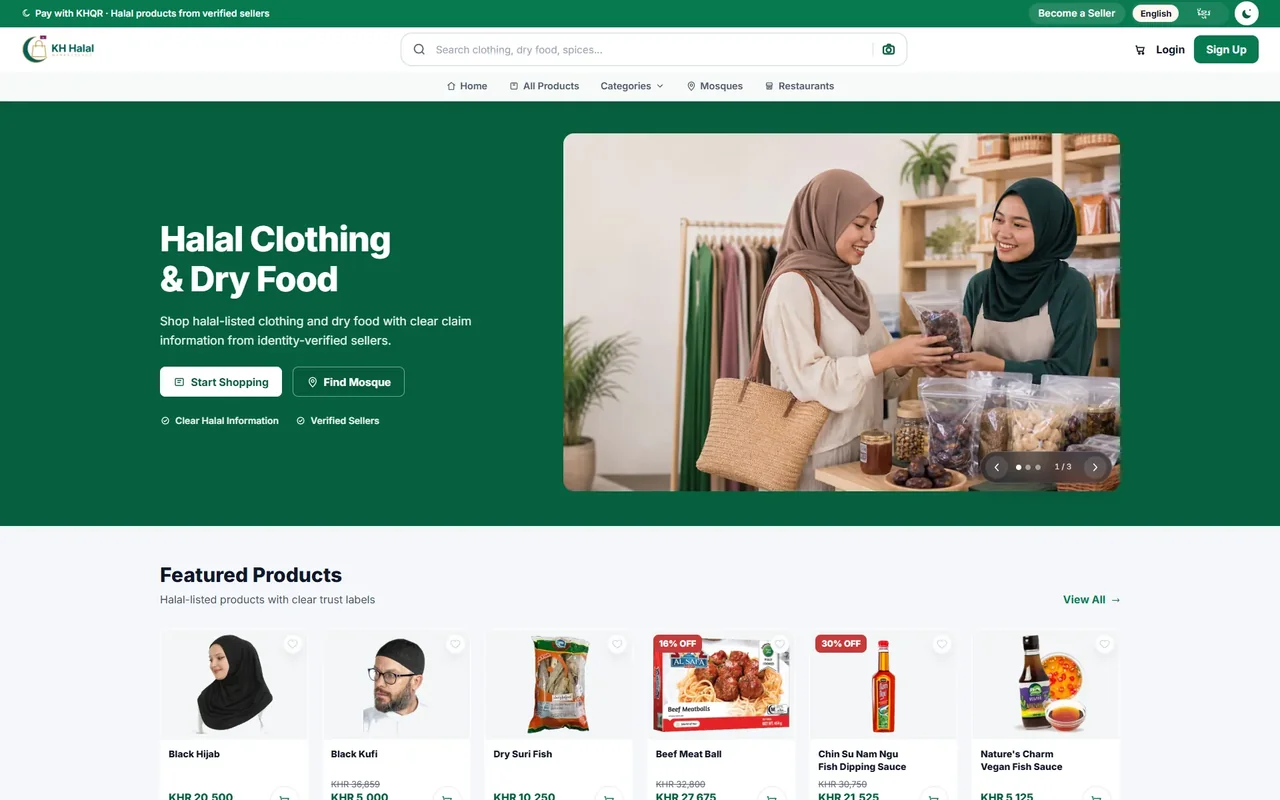 Pay with KHQR · Halal products from verified sellers
Become a Seller
English
ខ្មែរ
KH Halal
Search clothing, dry food, spices...
Login
Sign Up
Home
All Products
Categories
Mosques
Restaurants
Halal Clothing
& Dry Food
Shop halal-listed clothing and dry food with clear claim
information from identity-verified sellers.
Start Shopping
Find Mosque
Clear Halal Information
Verified Sellers
1 / 3
Featured Products
Halal-listed products with clear trust labels
View All →
16% OFF
AL SAFA
Beef Meatballs
30% OFF
Black Hijab
Black Kufi
Dry Suri Fish
Beef Meat Ball
Chin Su Nam Ngu
Fish Dipping Sauce
Nature's Charm
Vegan Fish Sauce
KHR 36,859
KHR 32,800
KHR 30,750
KHR 20,500
KHR 5,000
KHR 10,250
KHR 27,675
KHR 21,525
KHR 5,125